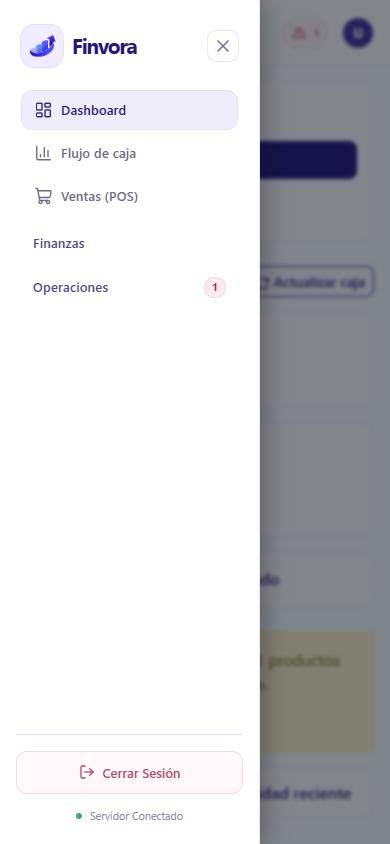 Finvora
1
U
Dashboard
Flujo de caja
Ventas (POS)
Finanzas
Operaciones
1
Actualizar caja
productos
dad reciente
Cerrar Sesión
Servidor Conectado